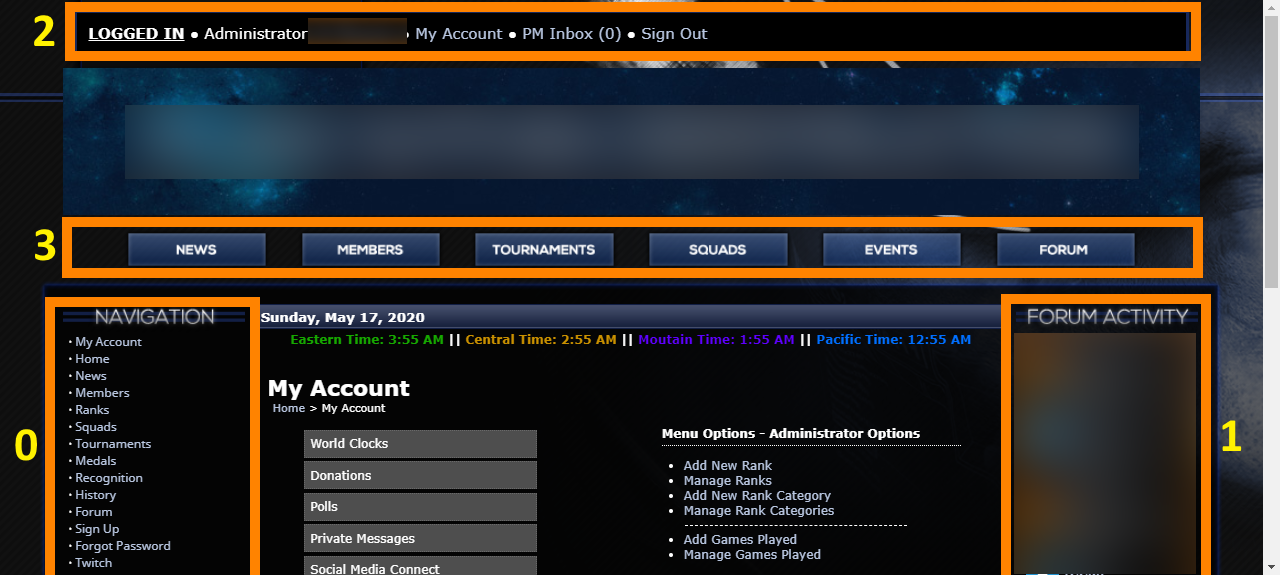 2
LOGGED IN ● Administrator • My Account ● PM Inbox (0) ● Sign Out
3
NEWS MEMBERS TOURNAMENTS SQUADS EVENTS FORUM
0
NAVIGATION
• My Account
• Home
• News
• Members
• Ranks
• Squads
• Tournaments
• Medals
• Recognition
• History
• Forum
• Sign Up
• Forgot Password
• Twitch
Sunday, May 17, 2020
Eastern Time: 3:55 AM || Central Time: 2:55 AM || Moutain Time: 1:55 AM || Pacific Time: 12:55 AM
My Account
Home > My Account
World Clocks
Donations
Polls
Private Messages
Social Media Connect
Menu Options - Administrator Options
• Add New Rank
• Manage Ranks
• Add New Rank Category
• Manage Rank Categories
• Add Games Played
• Manage Games Played
FORUM ACTIVITY
1